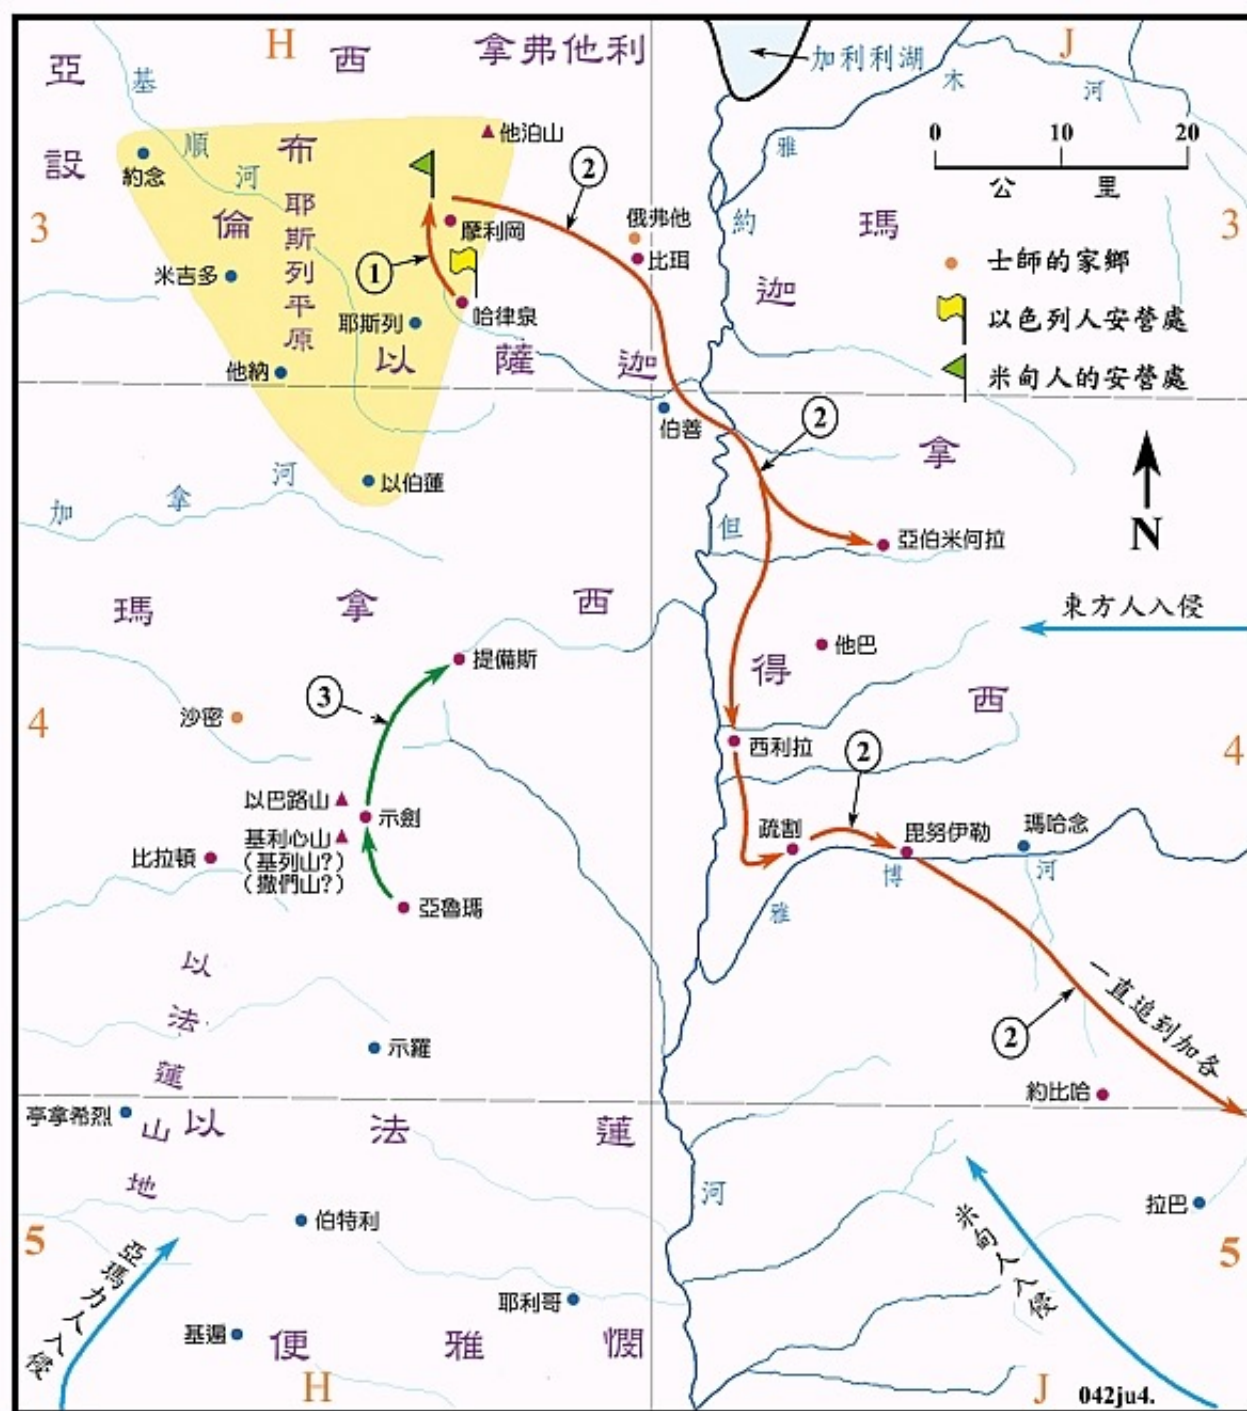 H
西
拿弗他利
J
亞設
基順河
加利利湖
雅木河
0 10 20
公里
他泊山
約念
布
倫
耶斯列平原
②
3
3
俄弗他
比珥
約
瑪
摩利岡
①
米吉多
迦
士師的家鄉
以色列人安營處
米甸人的安營處
哈律泉
耶斯列
他納
以薩迦
伯善
②
拿
以伯蓮
加拿河
但
亞伯米何拉
N
瑪拿西
東方人入侵
提備斯
他巴
得
西
③
沙密
4
4
西利拉
②
以巴路山
示劍
基利心山
(基列山?)
(撒們山?)
比拉頓
疏割
毘努伊勒
瑪哈念
雅博河
亞魯瑪
以法蓮山地
一直追到加各
②
示羅
約比哈
亭拿希烈
以法蓮
河
拉巴
伯特利
5
5
亞瑪力人入侵
米甸人入侵
耶利哥
基遍
便雅憫
H
J
042ju4.